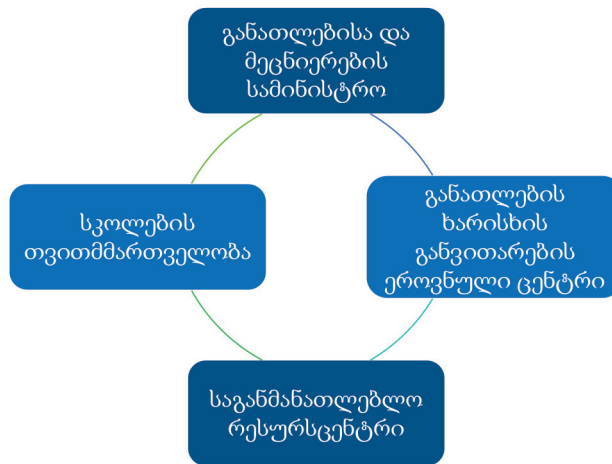 განათლებისა და
მეცნიერების
სამინისტრო
სკოლების
თვითმმართველობა
განათლების
ხარისხის
განვითარების
ეროვნული ცენტრი
საგანმანათლებლო
რესურსცენტრი